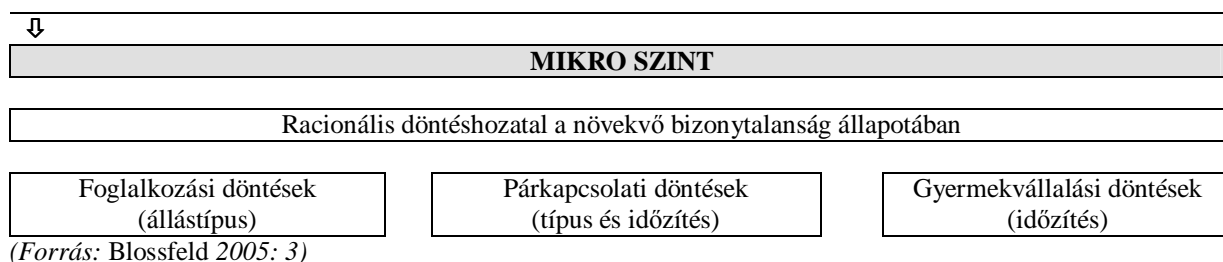 ⇩
MIKRO SZINT
Racionális döntéshozatal a növekvő bizonytalanság állapotában
Foglalkozási döntések
(állástípus)
Párkapcsolati döntések
(típus és időzítés)
Gyermekvállalási döntések
(időzítés)
(Forrás: Blossfeld 2005: 3)